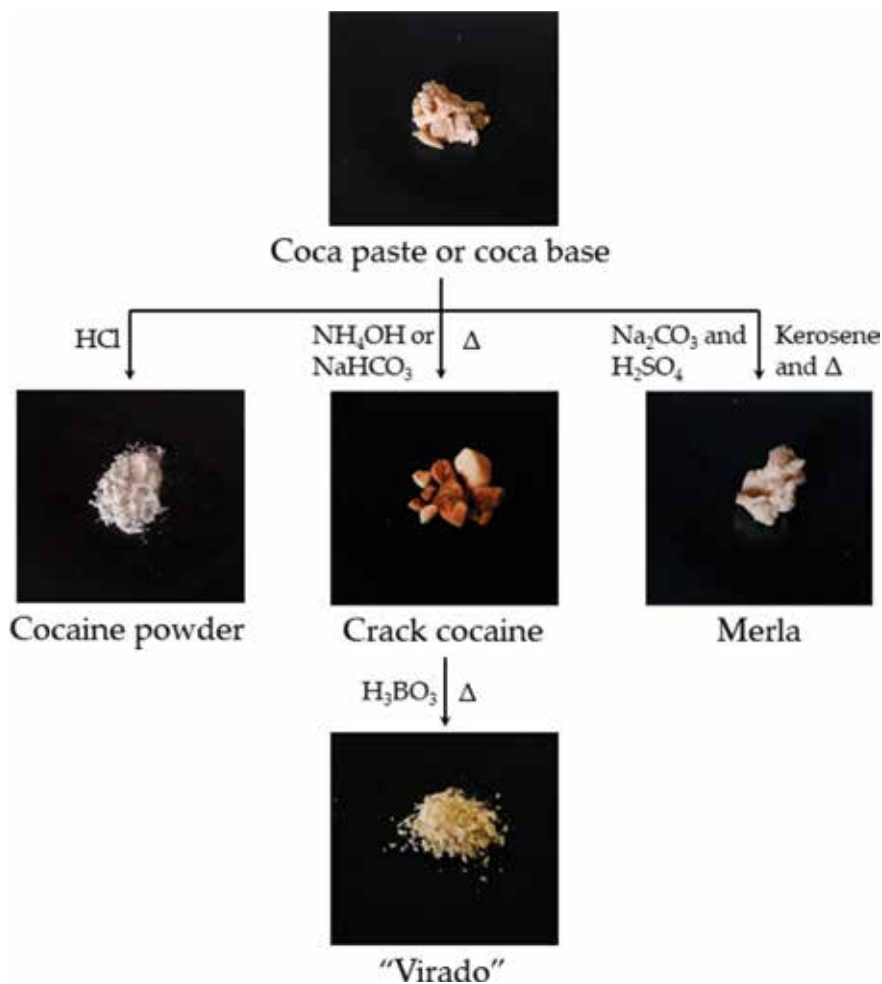 Coca paste or coca base
HCl
NH₄OH or
NaHCO₃
Δ
Na₂CO₃ and
H₂SO₄
Kerosene
and Δ
Cocaine powder
Crack cocaine
Merla
H₃BO₃
Δ
“Virado”